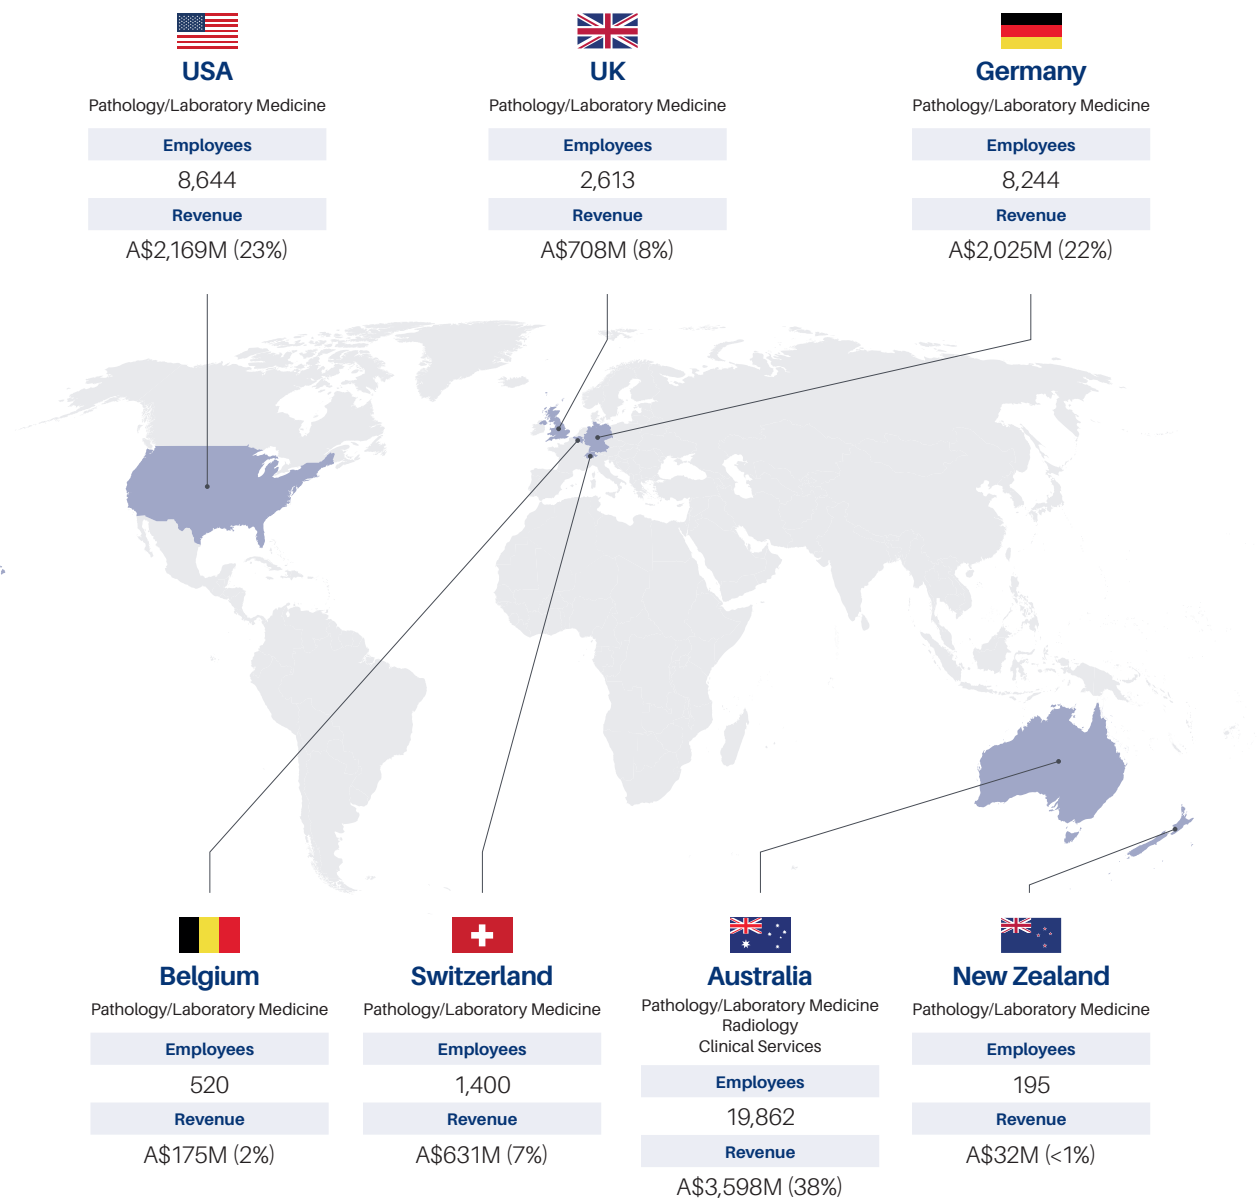 USA
Pathology/Laboratory Medicine
Employees
8,644
Revenue
A$2,169M (23%)
UK
Pathology/Laboratory Medicine
Employees
2,613
Revenue
A$708M (8%)
Germany
Pathology/Laboratory Medicine
Employees
8,244
Revenue
A$2,025M (22%)
Belgium
Pathology/Laboratory Medicine
Employees
520
Revenue
A$175M (2%)
Switzerland
Pathology/Laboratory Medicine
Employees
1,400
Revenue
A$631M (7%)
Australia
Pathology/Laboratory Medicine
Radiology
Clinical Services
Employees
19,862
Revenue
A$3,598M (38%)
New Zealand
Pathology/Laboratory Medicine
Employees
195
Revenue
A$32M (<1%)